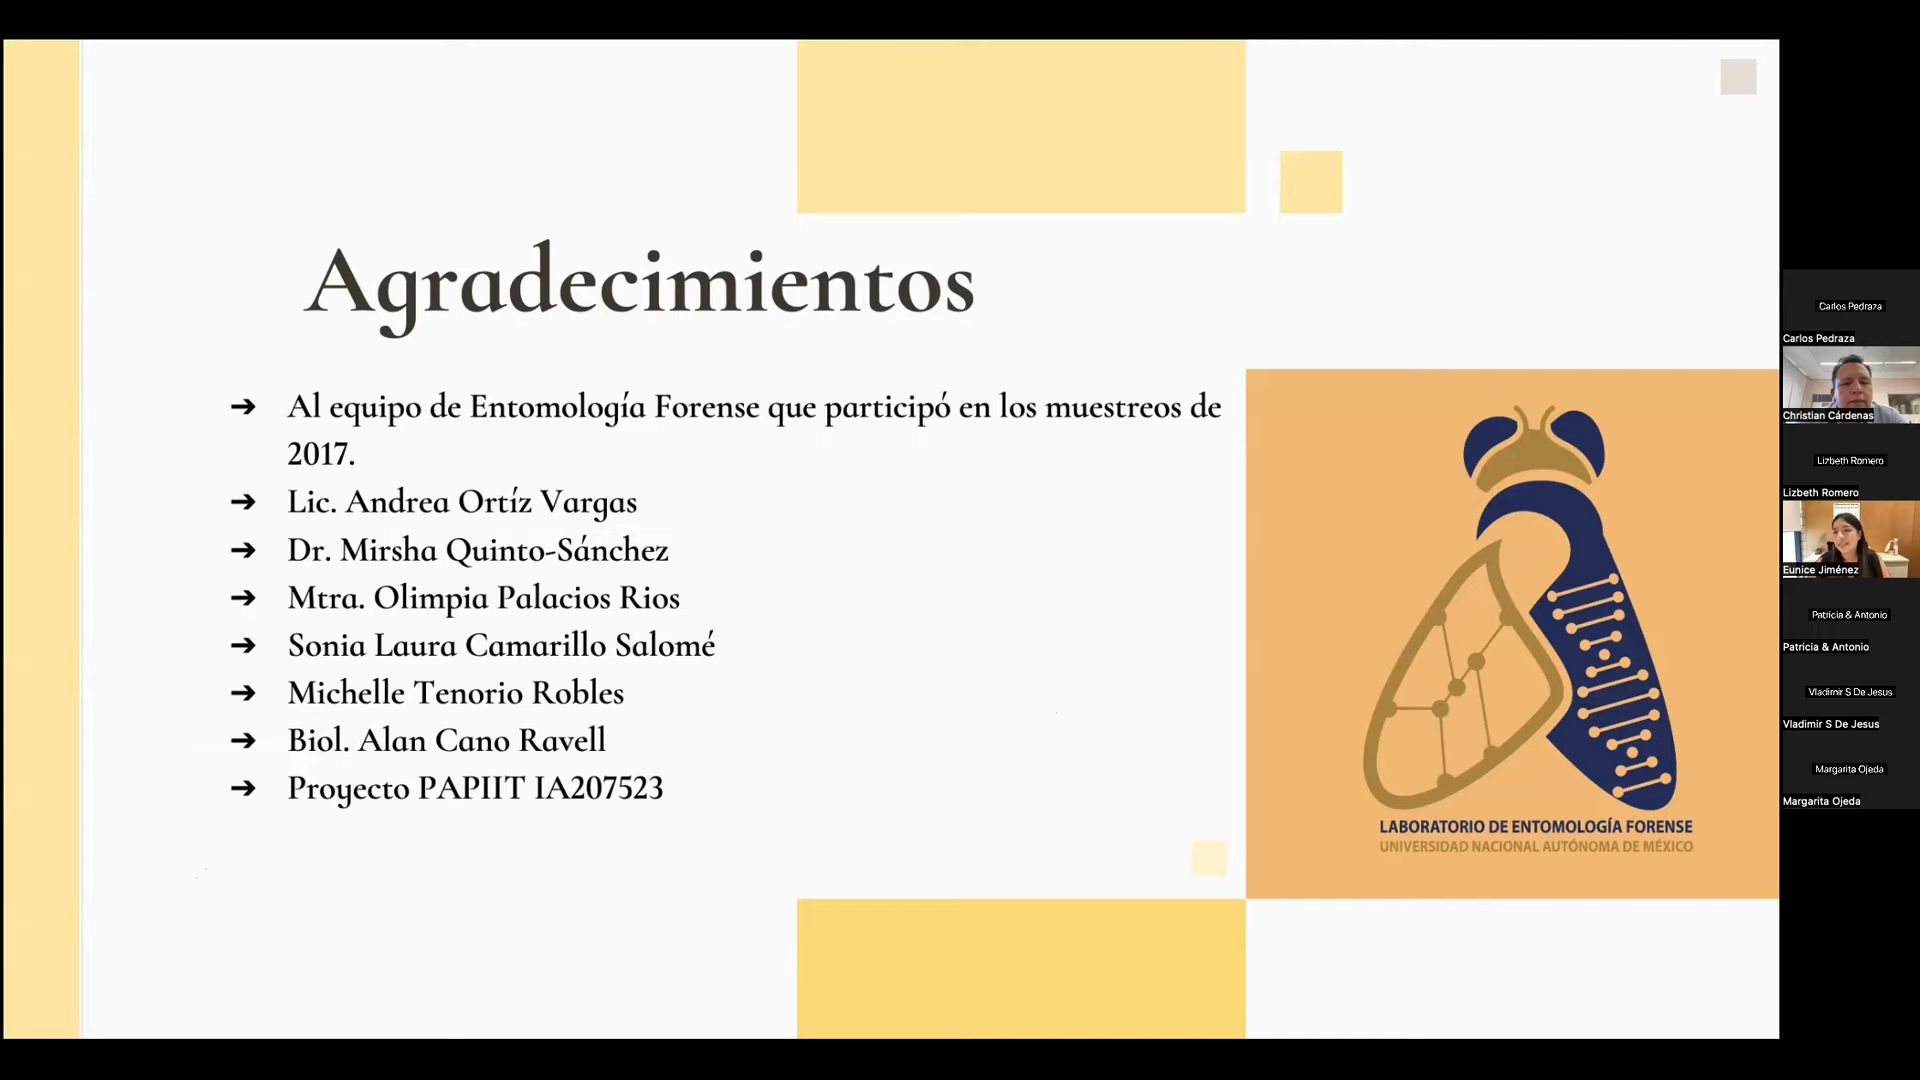 Agradecimientos
➔ Al equipo de Entomología Forense que participó en los muestreos de
2017.
➔ Lic. Andrea Ortíz Vargas
➔ Dr. Mirsha Quinto-Sánchez
➔ Mtra. Olimpia Palacios Rios
➔ Sonia Laura Camarillo Salomé
➔ Michelle Tenorio Robles
➔ Biol. Alan Cano Ravell
➔ Proyecto PAPIIT IA207523
LABORATORIO DE ENTOMOLOGÍA FORENSE
UNIVERSIDAD NACIONAL AUTÓNOMA DE MÉXICO
Carlos Pedraza
Carlos Pedraza
Christian Cárdenas
Lizbeth Romero
Lizbeth Romero
Eunice Jiménez
Patricia & Antonio
Patricia & Antonio
Vladimir S De Jesus
Vladimir S De Jesus
Margarita Ojeda
Margarita Ojeda